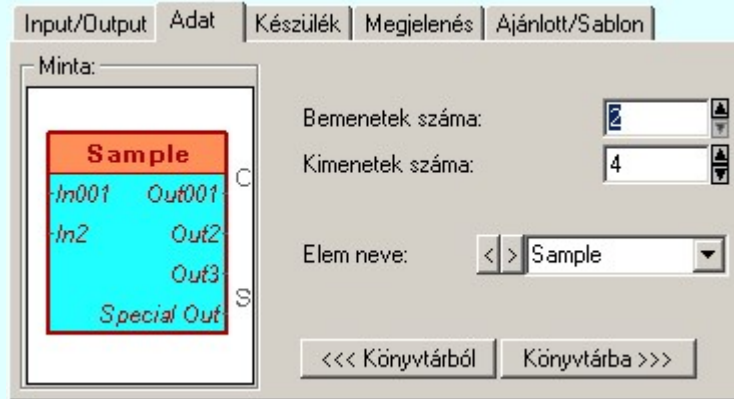 Input/Output Adat Készülék Megjelenés Ajánlott/Sablon
Minta:
Sample
In001 Out001 C
In2 Out2
Out3
Special Out S
Bemenetek száma: 2
Kimenetek száma: 4
Elem neve: < > Sample
<<< Könyvtárból Könyvtárba >>>